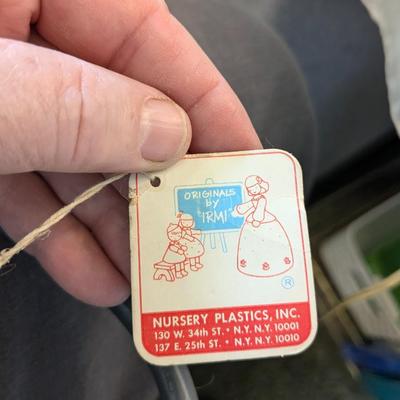 ORIGINALS
by
"IRMI"
®
NURSERY PLASTICS, INC.
130 W. 34th ST. • N.Y. N.Y. 10001
137 E. 25th ST. • N.Y. N.Y. 10010